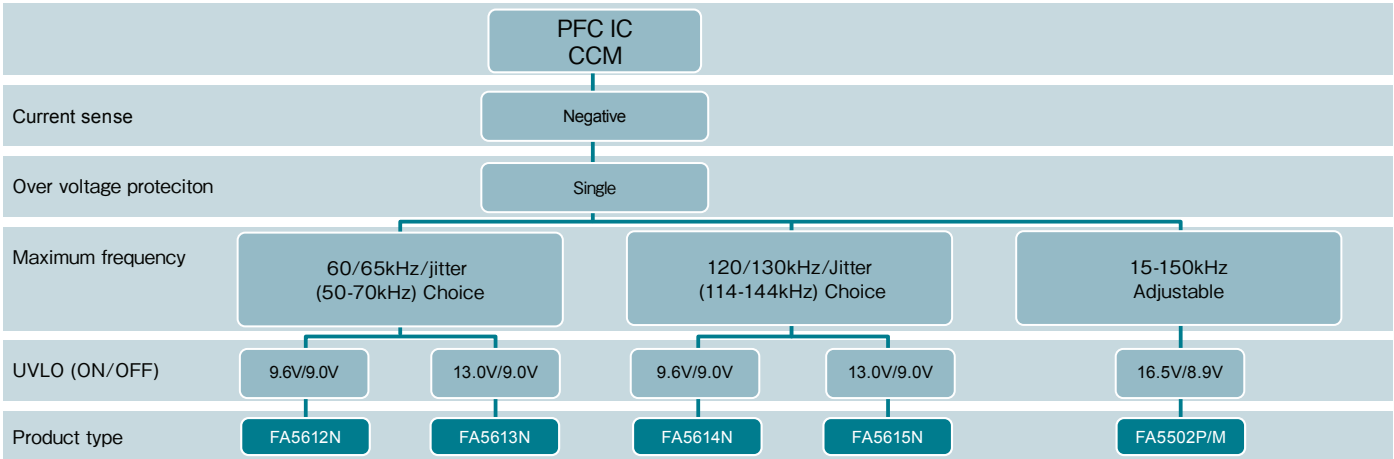 PFC IC
CCM
Current sense
Negative
Over voltage proteciton
Single
Maximum frequency
60/65kHz/jitter
(50-70kHz) Choice
120/130kHz/Jitter
(114-144kHz) Choice
15-150kHz
Adjustable
UVLO (ON/OFF)
9.6V/9.0V
13.0V/9.0V
9.6V/9.0V
13.0V/9.0V
16.5V/8.9V
Product type
FA5612N
FA5613N
FA5614N
FA5615N
FA5502P/M